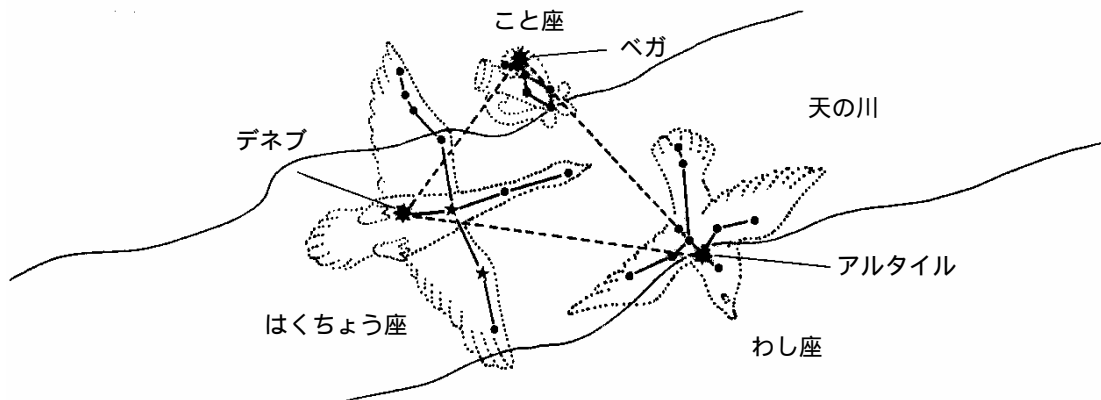 こと座
ベガ
天の川
デネブ
アルタイル
はくちょう座
わし座